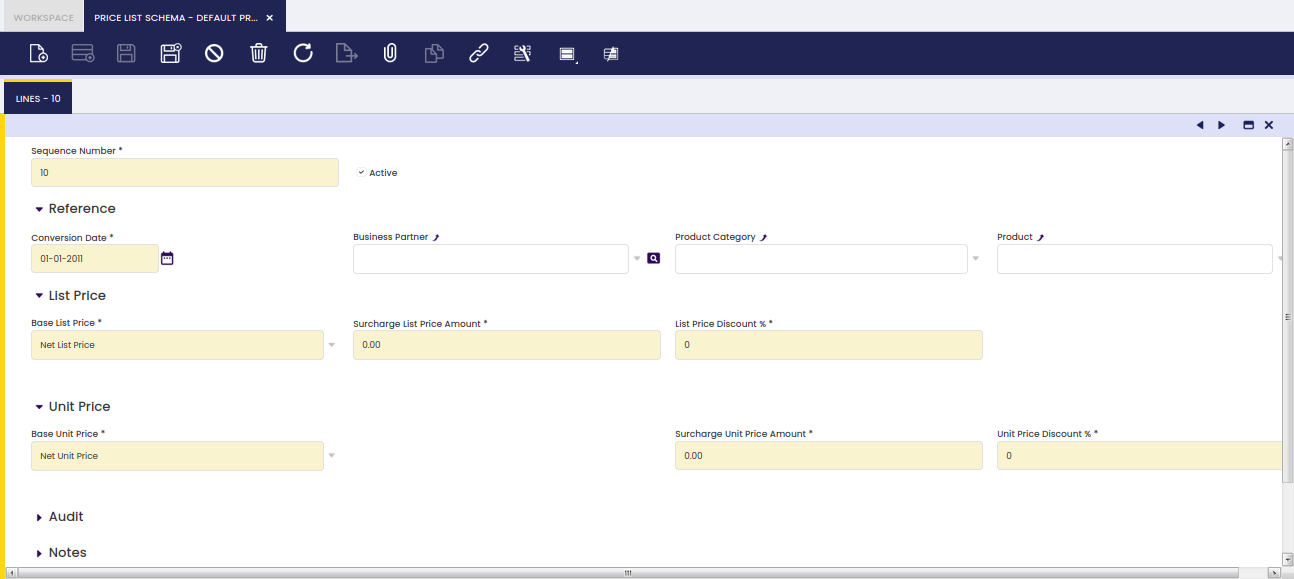 WORKSPACE
PRICE LIST SCHEMA - DEFAULT PR...
LINES - 10
Sequence Number *
10
Active
Reference
Conversion Date *
Business Partner
Product Category
Product
01-01-2011
List Price
Base List Price *
Surcharge List Price Amount *
List Price Discount % *
Net List Price
0.00
0
Unit Price
Base Unit Price *
Surcharge Unit Price Amount *
Unit Price Discount % *
Net Unit Price
0.00
0
Audit
Notes